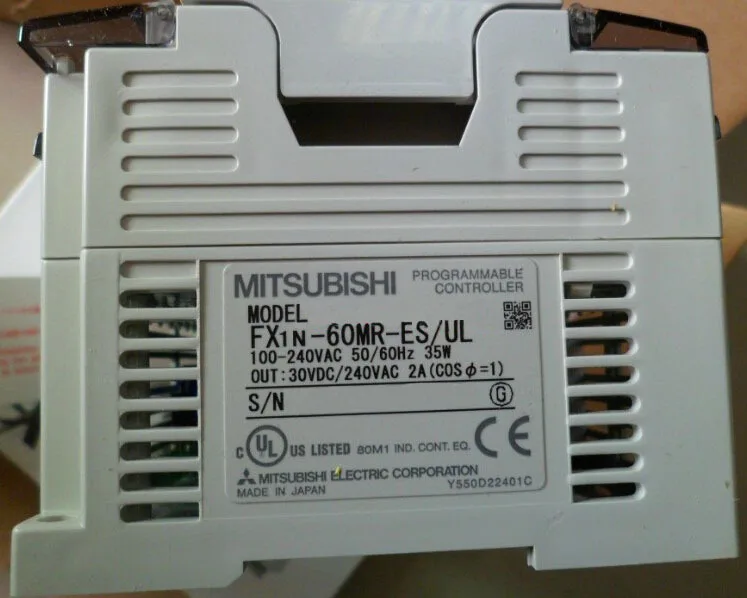 MITSUBISHI PROGRAMMABLE CONTROLLER
MODEL
FX1N-60MR-ES/UL
100-240VAC 50/60Hz 35W
OUT:30VDC/240VAC 2A(COSφ=1)
S/N G
C UL US LISTED 80M1 IND. CONT. EQ. CE
MITSUBISHI ELECTRIC CORPORATION
MADE IN JAPAN Y550D22401C